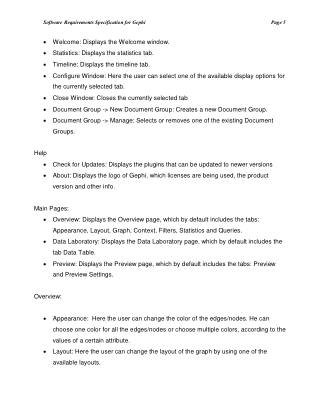 Software Requirements Specification for Gephi Page 5
• Welcome: Displays the Welcome window.
• Statistics: Displays the statistics tab.
• Timeline: Displays the timeline tab.
• Configure Window: Here the user can select one of the available display options for
the currently selected tab.
• Close Window: Closes the currently selected tab
• Document Group -> New Document Group: Creates a new Document Group.
• Document Group -> Manage: Selects or removes one of the existing Document
Groups.
Help
• Check for Updates: Displays the plugins that can be updated to newer versions
• About: Displays the logo of Gephi, which licenses are being used, the product
version and other info.
Main Pages:
• Overview: Displays the Overview page, which by default includes the tabs:
Appearance, Layout, Graph, Context, Filters, Statistics and Queries.
• Data Laboratory: Displays the Data Laboratory page, which by default includes the
tab Data Table.
• Preview: Displays the Preview page, which by default includes the tabs: Preview
and Preview Settings.
Overview:
• Appearance: Here the user can change the color of the edges/nodes. He can
choose one color for all the edges/nodes or choose multiple colors, according to the
values of a certain attribute.
• Layout: Here the user can change the layout of the graph by using one of the
available layouts.